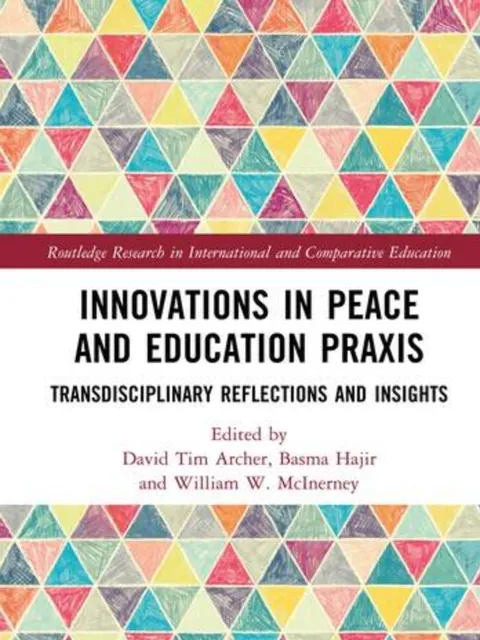 Routledge Research in International and Comparative Education
INNOVATIONS IN PEACE
AND EDUCATION PRAXIS
TRANSDISCIPLINARY REFLECTIONS AND INSIGHTS
Edited by
David Tim Archer, Basma Hajir
and William W. McInerney